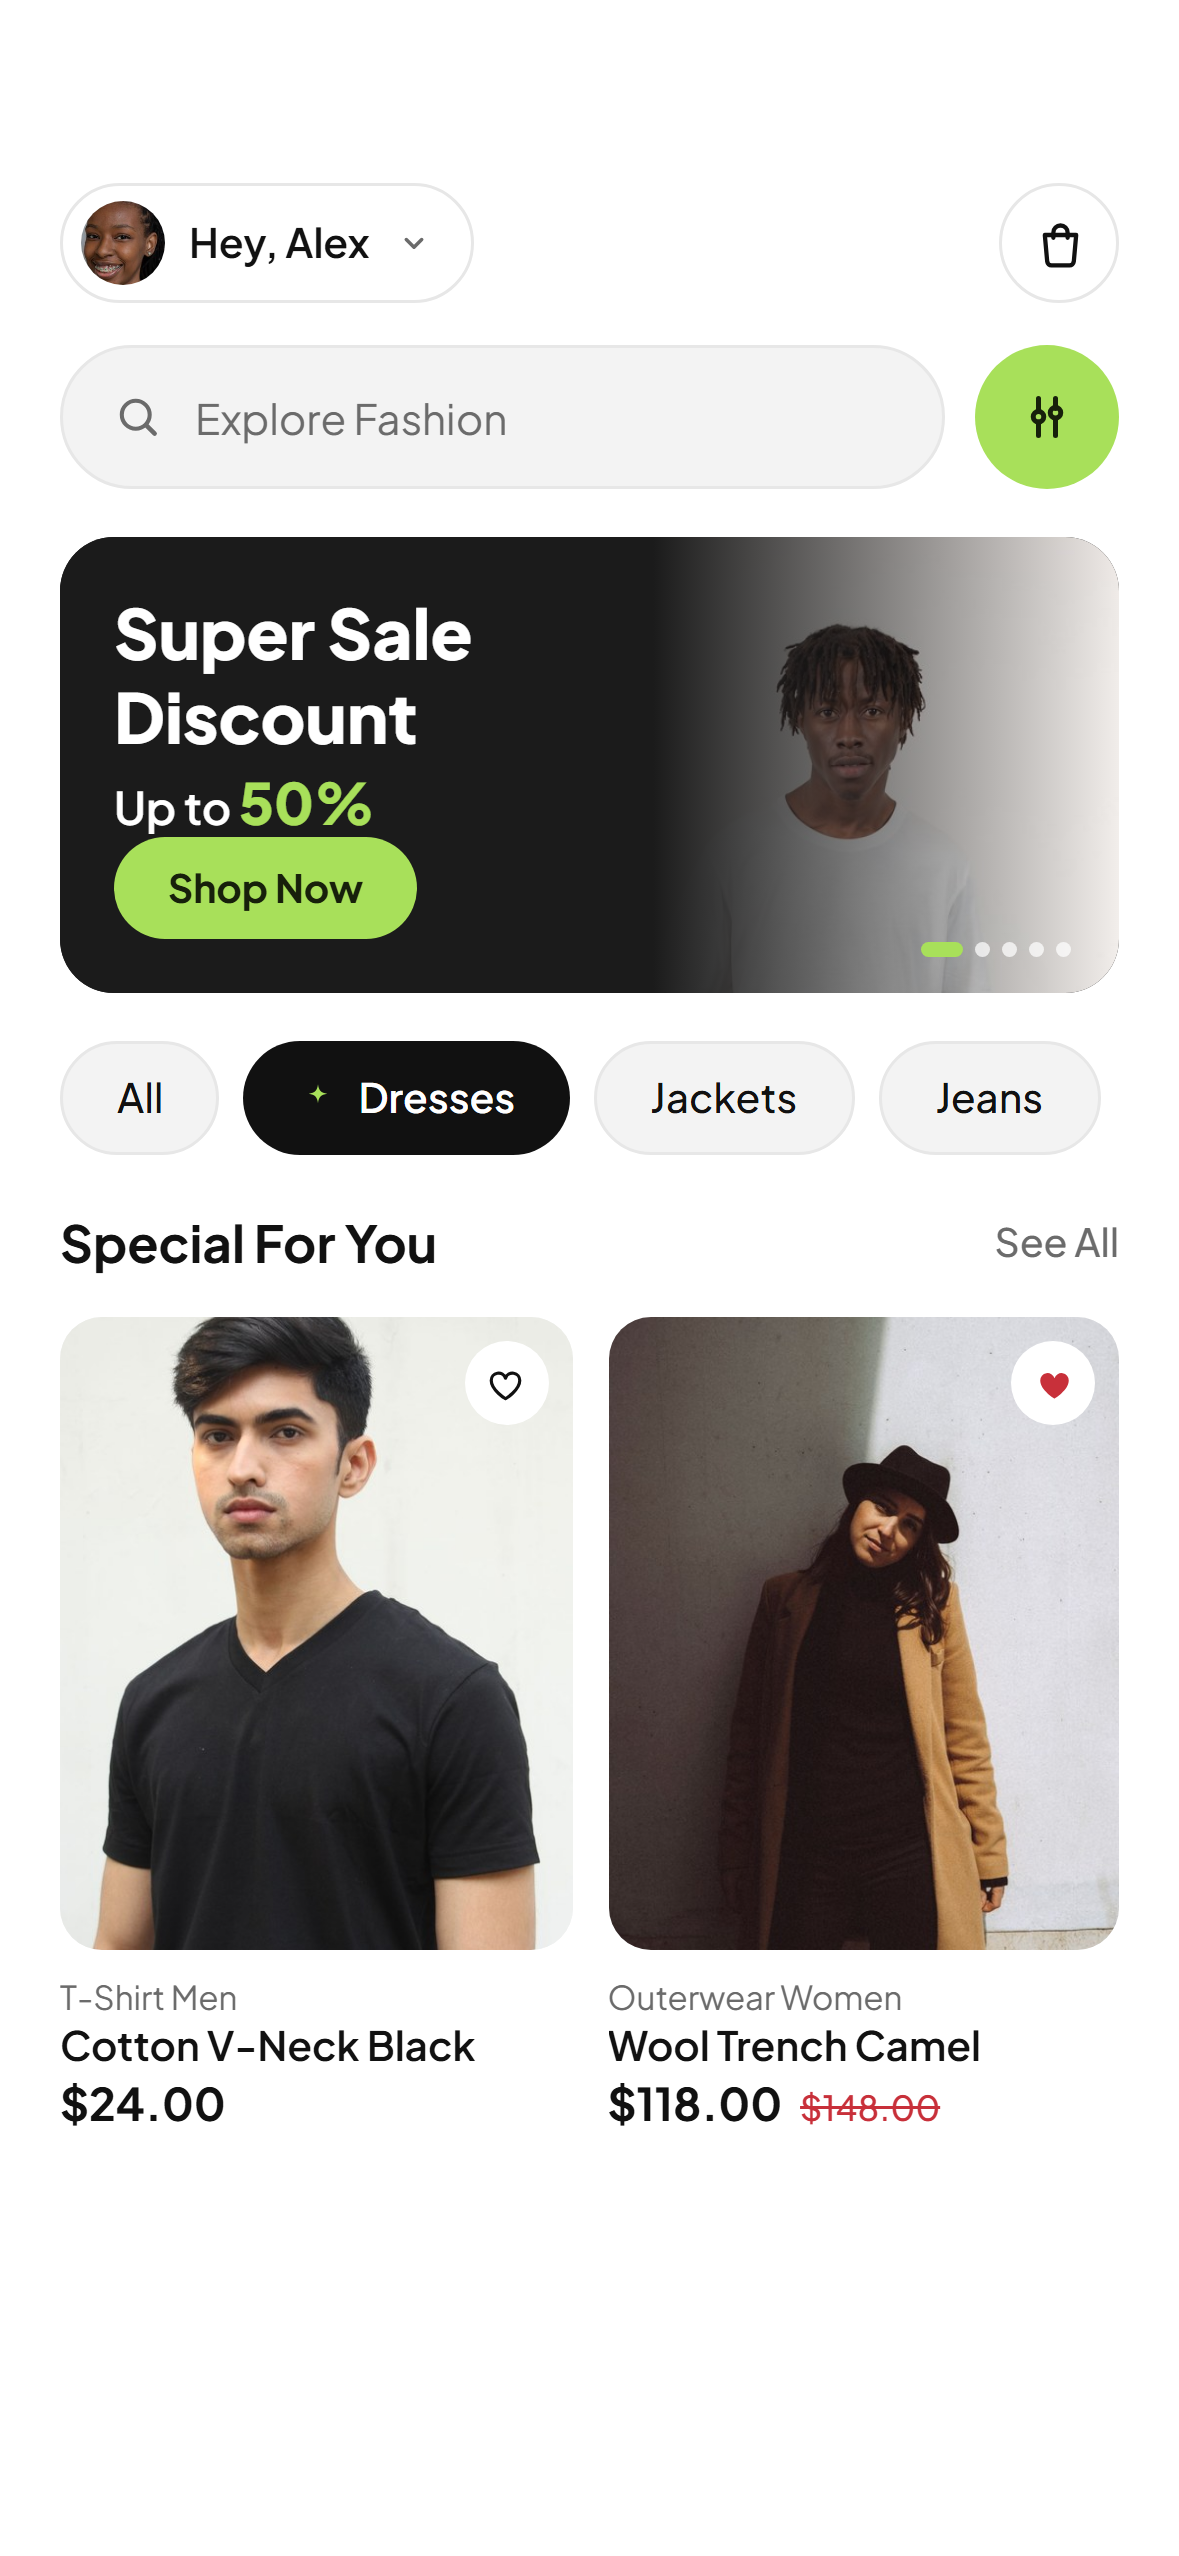 Hey, Alex
Explore Fashion
Super Sale
Discount
Up to 50%
Shop Now
All
Dresses
Jackets
Jeans
Special For You
See All
T-Shirt Men
Cotton V-Neck Black
$24.00
Outerwear Women
Wool Trench Camel
$118.00 $148.00